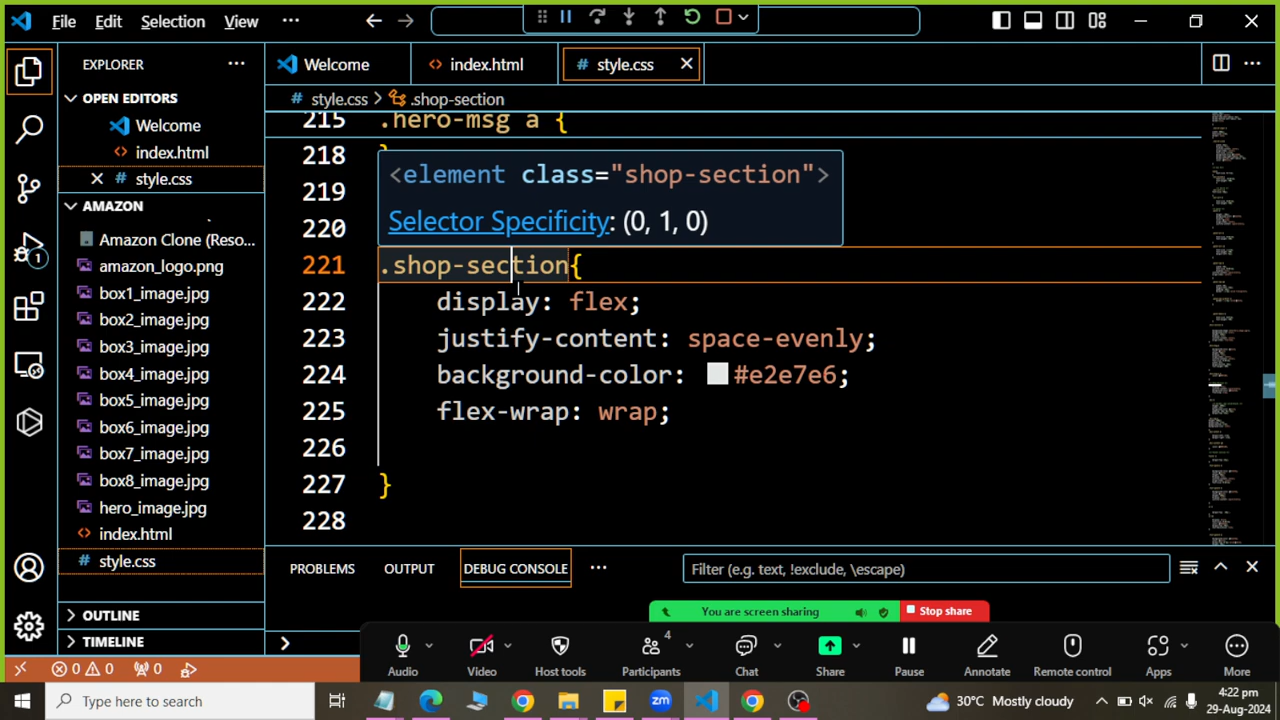 File Edit Selection View ...
EXPLORER ...
Welcome
index.html
# style.css
OPEN EDITORS
Welcome
index.html
# style.css
AMAZON
Amazon Clone (Reso...
amazon_logo.png
box1_image.jpg
box2_image.jpg
box3_image.jpg
box4_image.jpg
box5_image.jpg
box6_image.jpg
box7_image.jpg
box8_image.jpg
hero_image.jpg
<> index.html
# style.css
OUTLINE
TIMELINE
1
# style.css > .shop-section
215 .hero-msg a {
218
219
220
<element class="shop-section">
Selector Specificity: (0, 1, 0)
221 .shop-section{
222 display: flex;
223 justify-content: space-evenly;
224 background-color: #e2e7e6;
225 flex-wrap: wrap;
226
227 }
228
PROBLEMS OUTPUT DEBUG CONSOLE ...
Filter (e.g. text, !exclude, \escape)
You are screen sharing
Stop share
0 0 0
Audio
Video
Host tools
4
Participants
Chat
Share
Pause
Annotate
Remote control
Apps
More
Type here to search
zm
30°C Mostly cloudy
4:22 pm
29-Aug-2024